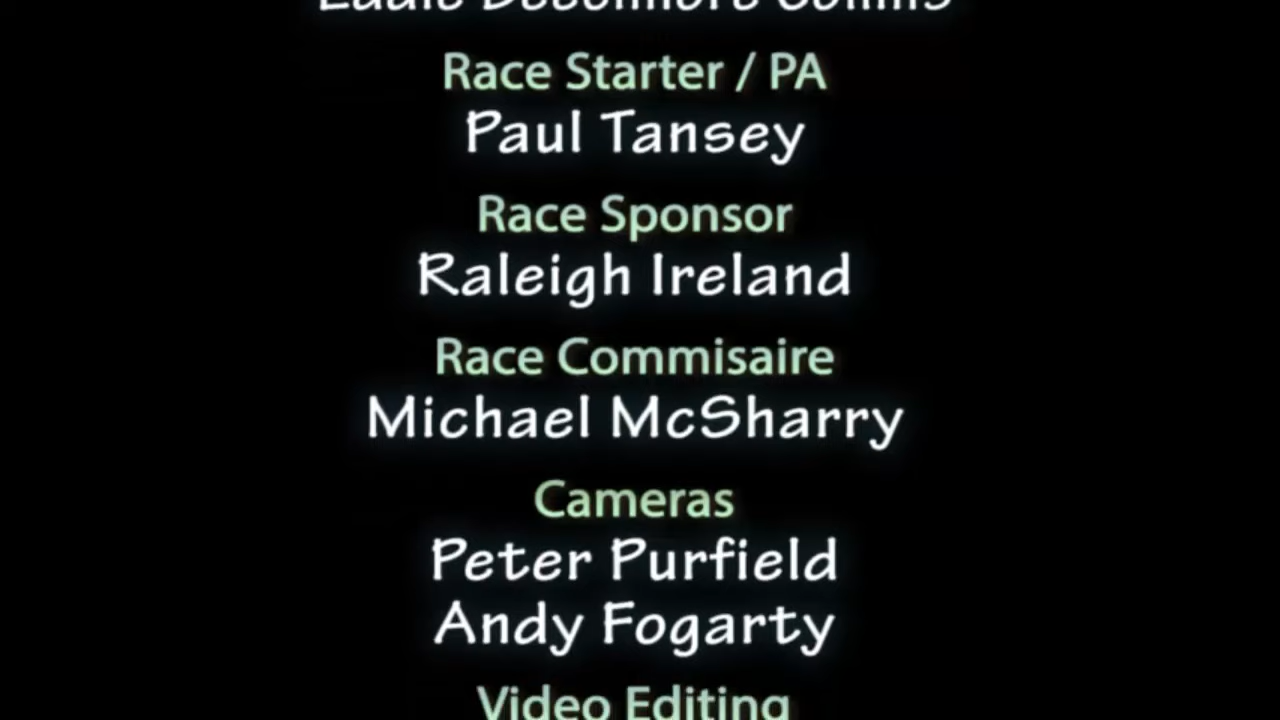 Race Starter / PA
Paul Tansey
Race Sponsor
Raleigh Ireland
Race Commisaire
Michael McSharry
Cameras
Peter Purfield
Andy Fogarty
Video Editing